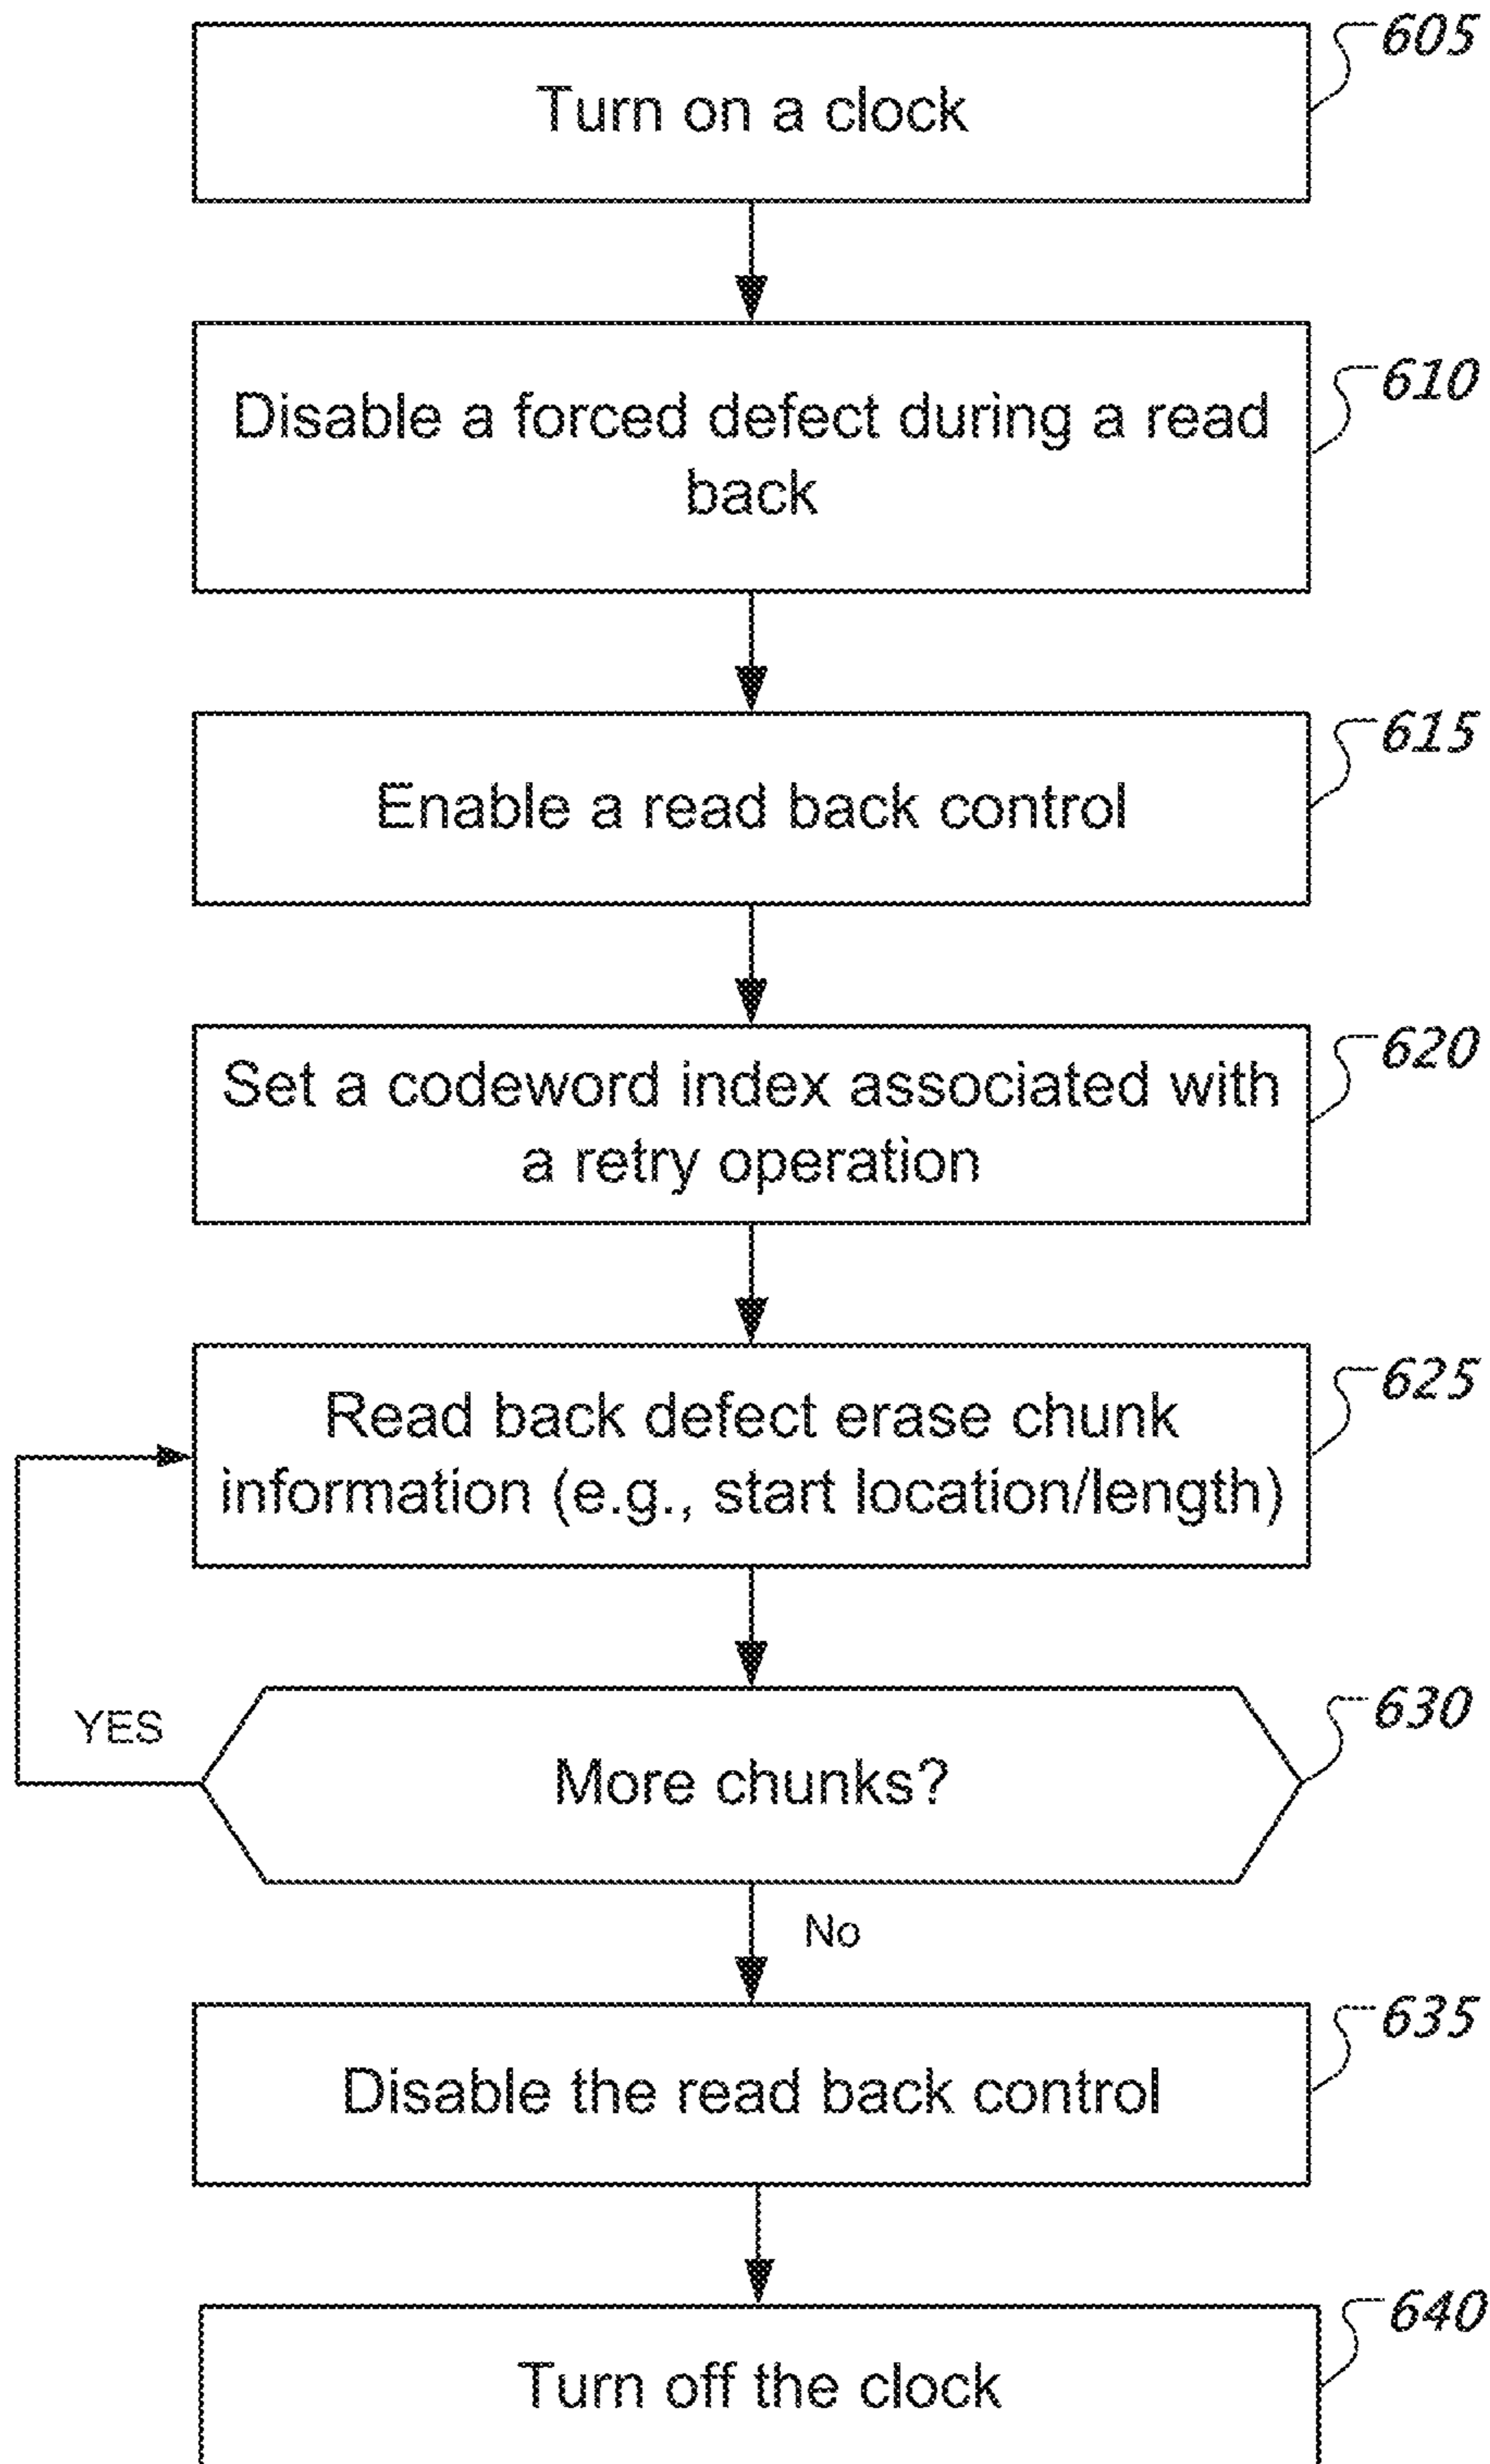 605
Turn on a clock
610
Disable a forced defect during a read
back
615
Enable a read back control
620
Set a codeword index associated with
a retry operation
625
Read back defect erase chunk
information (e.g., start location/length)
630
YES
More chunks?
No
635
Disable the read back control
640
Turn off the clock